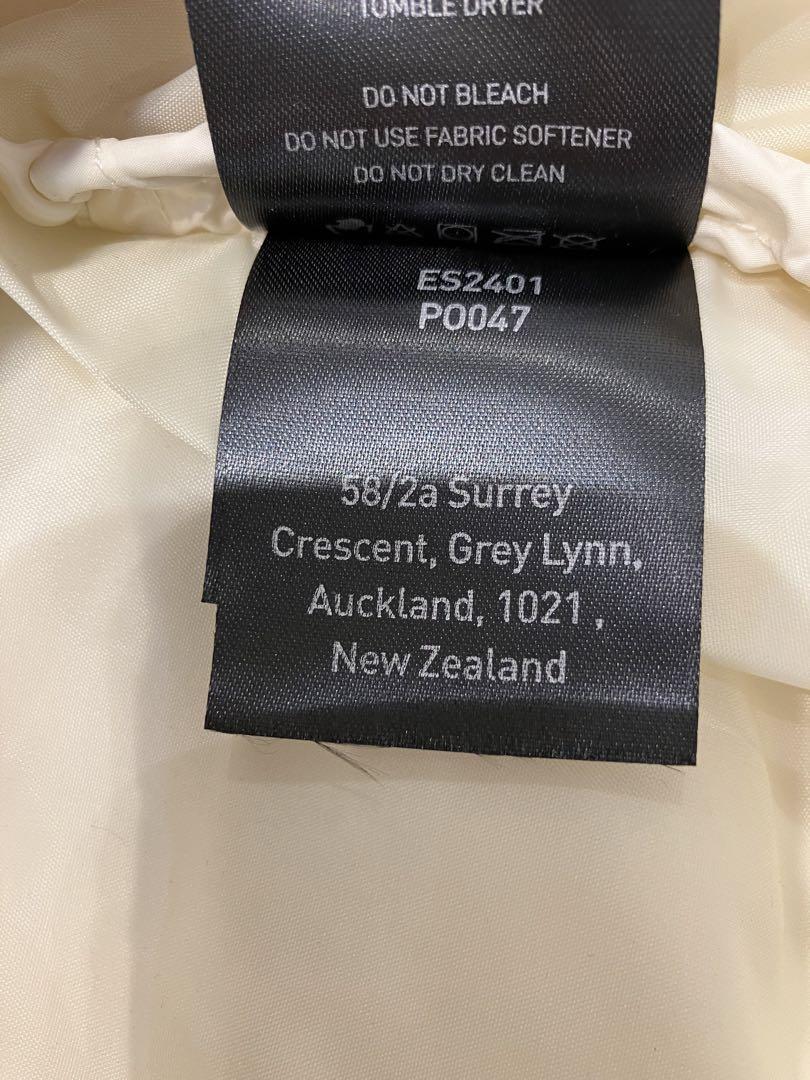 TUMBLE DRYER
DO NOT BLEACH
DO NOT USE FABRIC SOFTENER
DO NOT DRY CLEAN
ES2401
PO047
58/2a Surrey
Crescent, Grey Lynn,
Auckland, 1021 ,
New Zealand